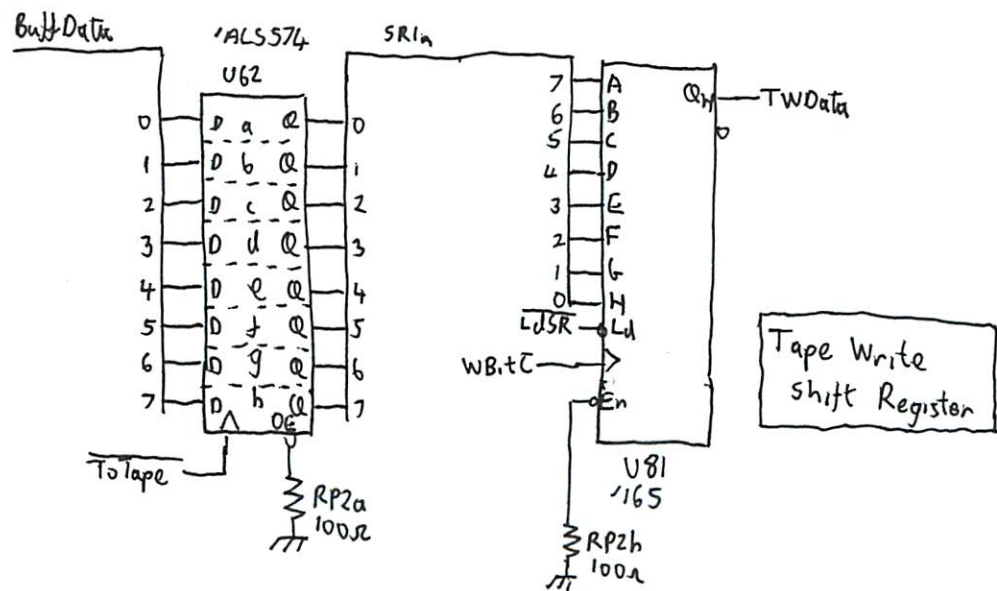 BuffData
'ALS574
U62
SRIn
0 D a Q 0
1 D b Q 1
2 D c Q 2
3 D d Q 3
4 D e Q 4
5 D f Q 5
6 D g Q 6
7 D h Q 7
OE
ToTape
RP2a
100Ω
7 A
6 B
5 C
4 D
3 E
2 F
1 G
0 H
LdSR Ld
WBitC
En
QH TWData
U81
'165
RP2h
100Ω
Tape Write
Shift Register